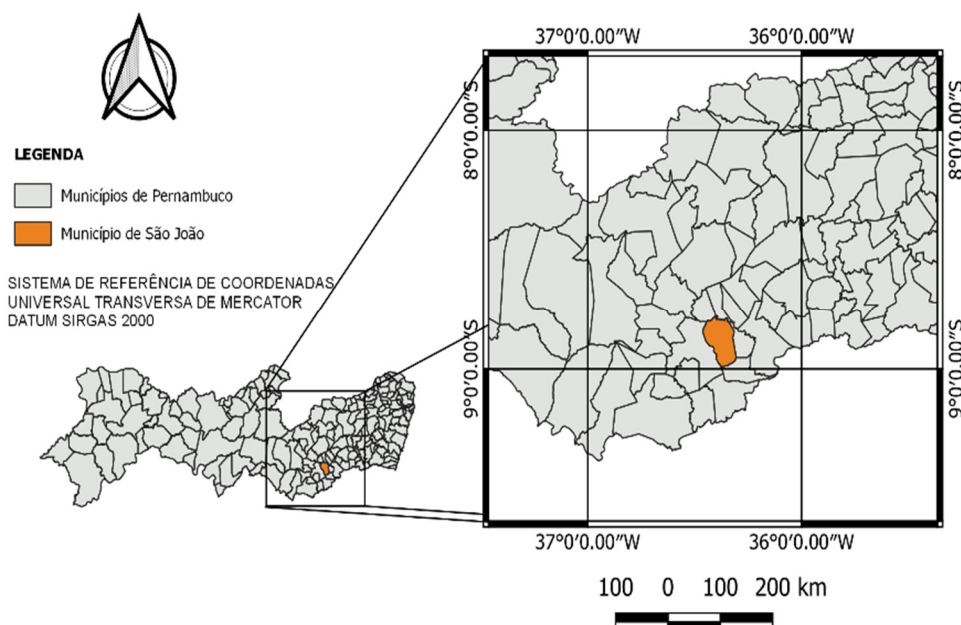 LEGENDA
Municípios de Pernambuco
Município de São João
SISTEMA DE REFERÊNCIA DE COORDENADAS
UNIVERSAL TRANSVERSA DE MERCATOR
DATUM SIRGAS 2000
37°0′0.00″W 36°0′0.00″W
8°0′0.00″S 8°0′0.00″S
9°0′0.00″S 9°0′0.00″S
37°0′0.00″W 36°0′0.00″W
100 0 100 200 km